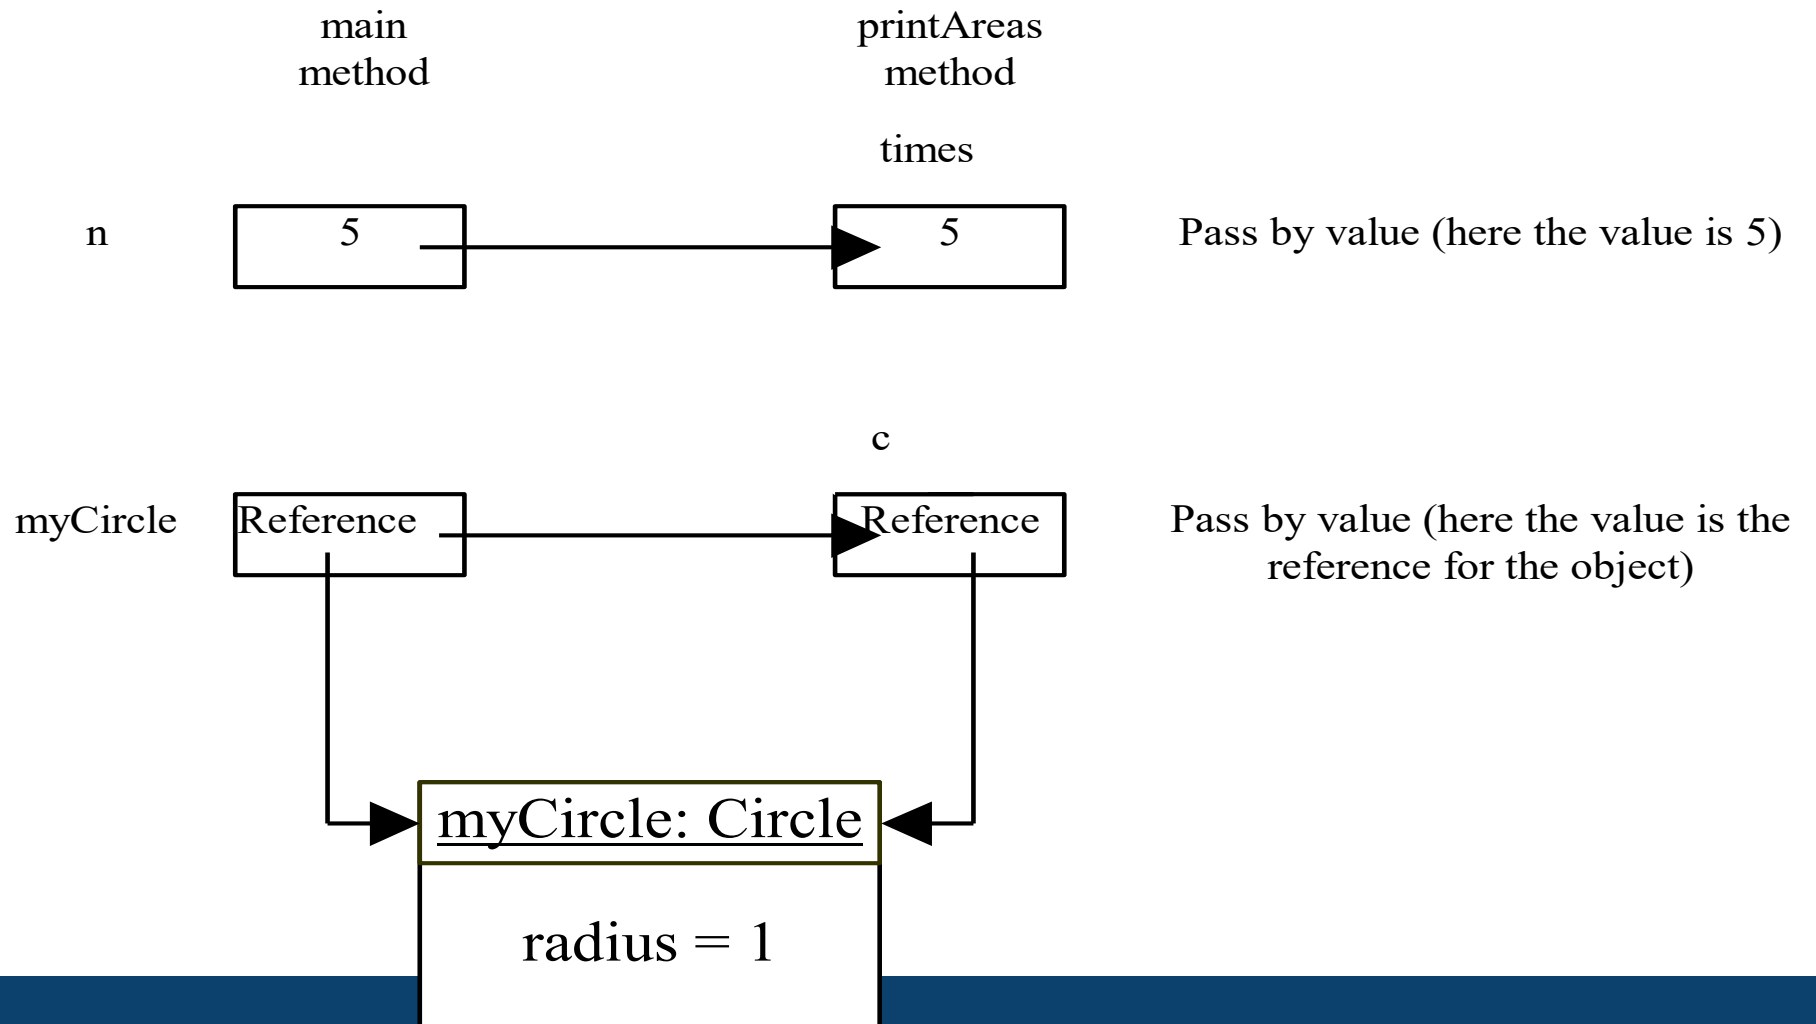 main
method
printAreas
method
times
n
5
5
Pass by value (here the value is 5)
c
myCircle
Reference
Reference
Pass by value (here the value is the
reference for the object)
myCircle: Circle
radius = 1